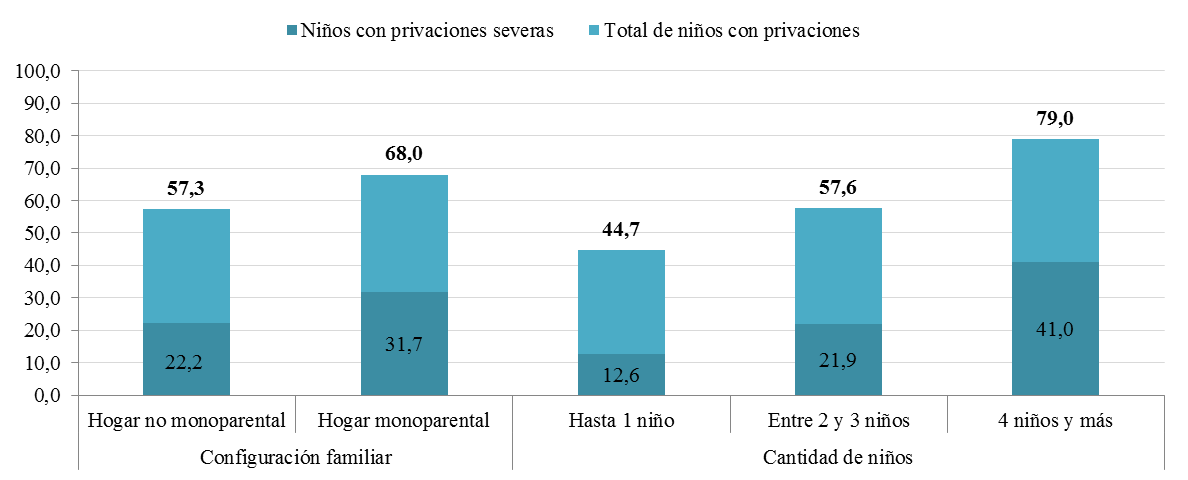 Niños con privaciones severas
Total de niños con privaciones
100,0
90,0
80,0
70,0
60,0
50,0
40,0
30,0
20,0
10,0
0,0
57,3
68,0
44,7
57,6
79,0
22,2
31,7
12,6
21,9
41,0
Hogar no monoparental
Hogar monoparental
Hasta 1 niño
Entre 2 y 3 niños
4 niños y más
Configuración familiar
Cantidad de niños